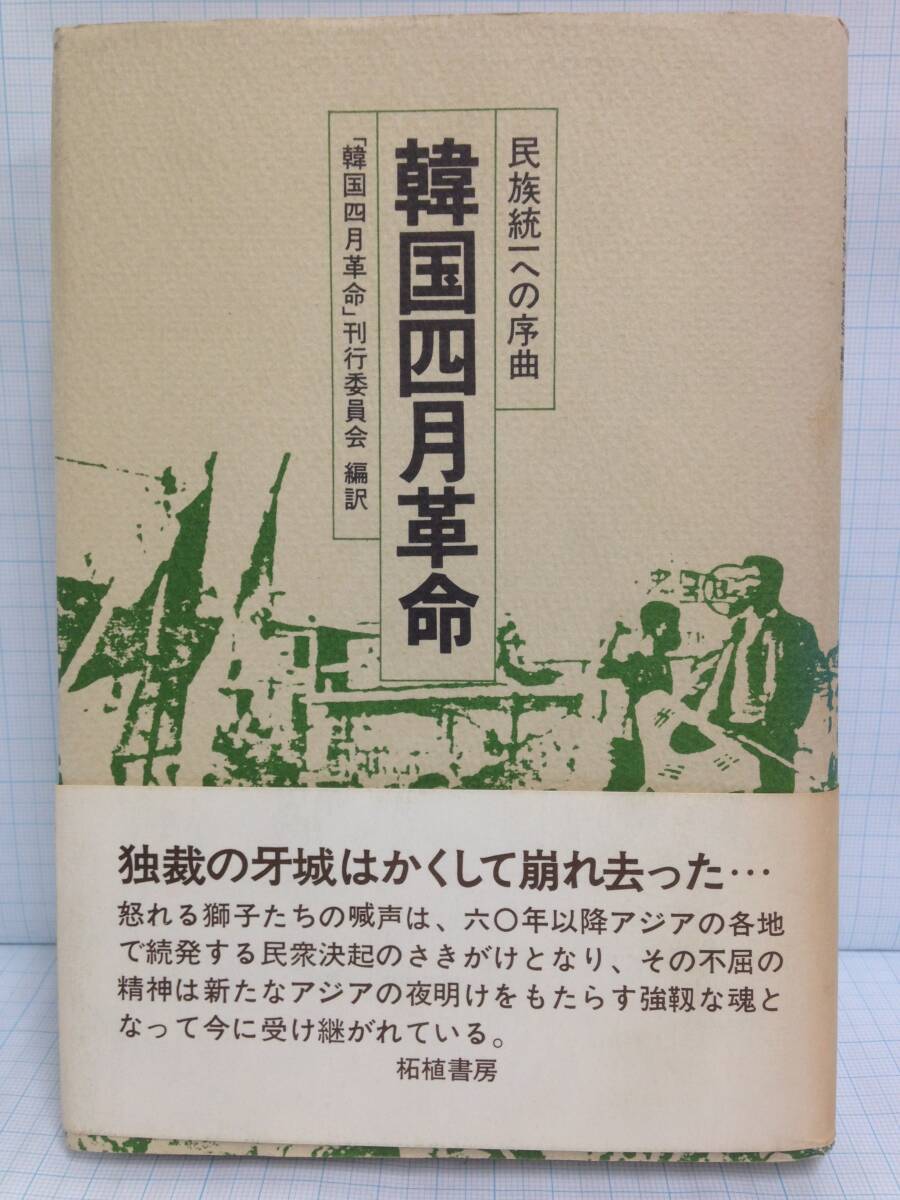 民族統一への序曲
韓国四月革命
「韓国四月革命」刊行委員会 編訳
独裁の牙城はかくして崩れ去った…
怒れる獅子たちの喊声は、六〇年以降アジアの各地
で続発する民衆決起のさきがけとなり、その不屈の
精神は新たなアジアの夜明けをもたらす強靱な魂と
なって今に受け継がれている。
柘植書房